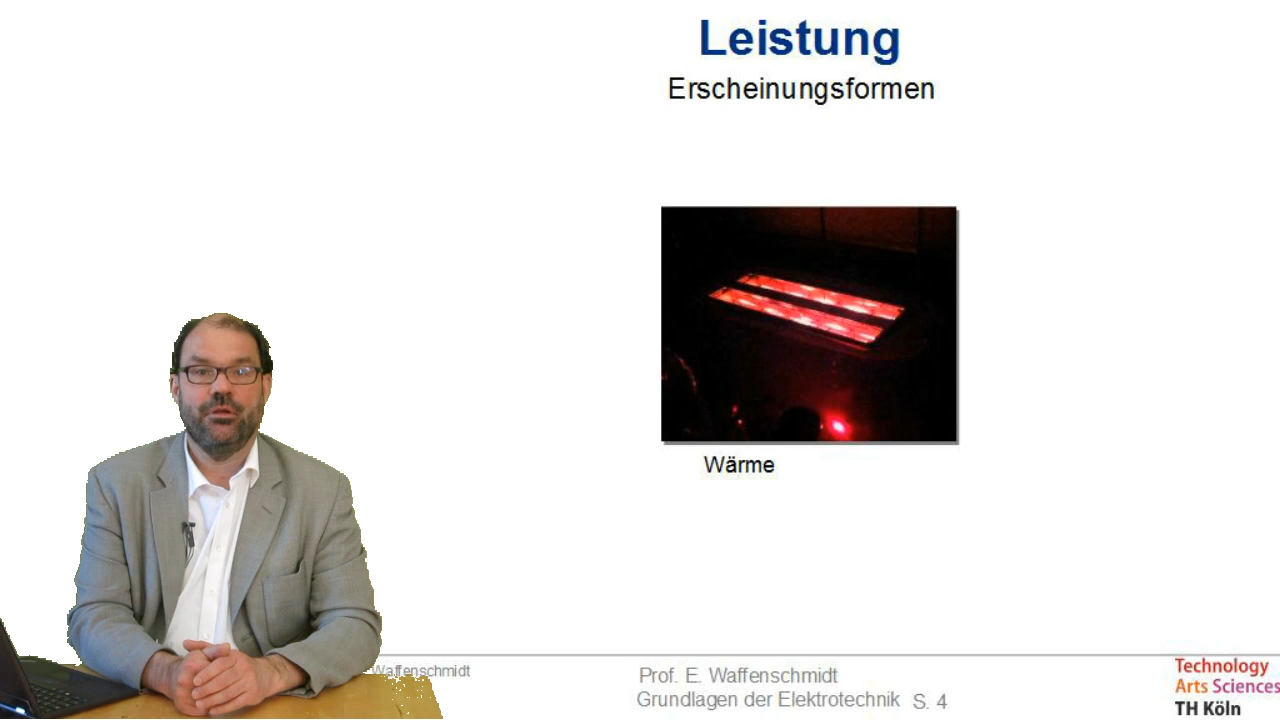 Leistung
Erscheinungsformen
Wärme
Waffenschmidt
Prof. E. Waffenschmidt
Grundlagen der Elektrotechnik S. 4
Technology
Arts Sciences
TH Köln